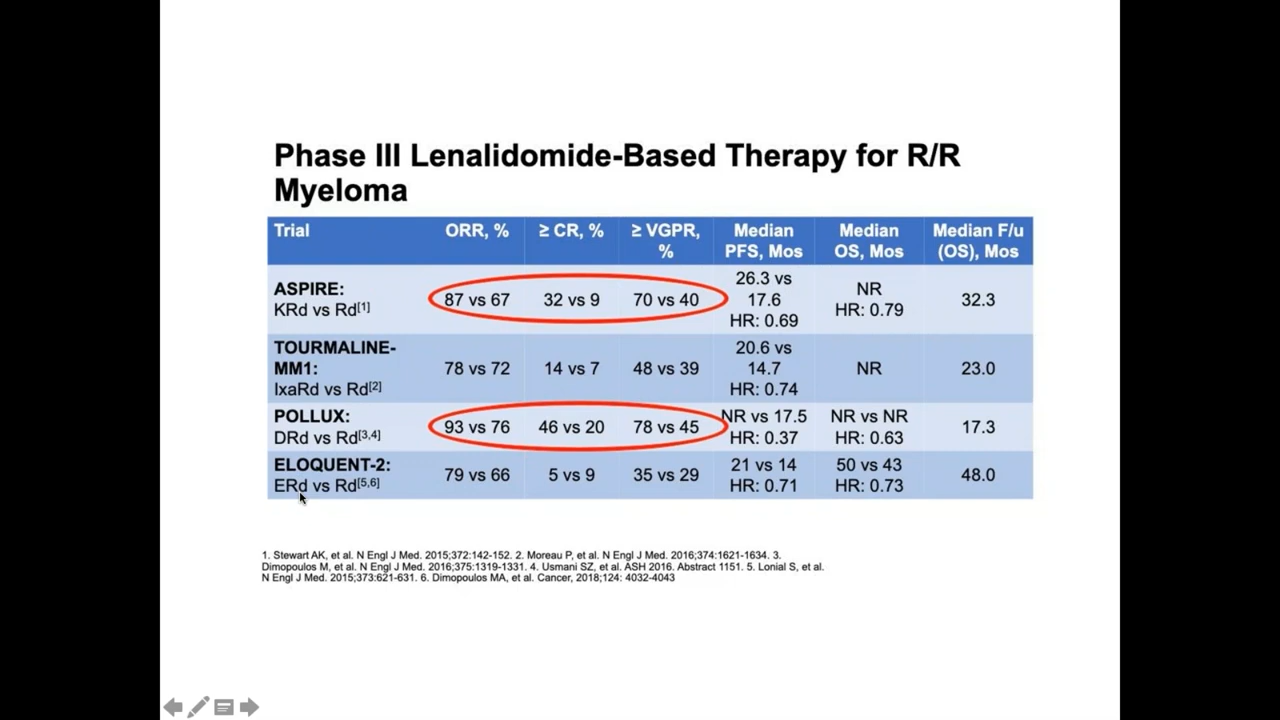 Phase III Lenalidomide-Based Therapy for R/R
Myeloma
Trial
ORR, %
≥ CR, %
≥ VGPR,
%
Median
PFS, Mos
Median
OS, Mos
Median F/u
(OS), Mos
ASPIRE:
KRd vs Rd[1]
87 vs 67
32 vs 9
70 vs 40
26.3 vs
17.6
HR: 0.69
NR
HR: 0.79
32.3
TOURMALINE-
MM1:
IxaRd vs Rd[2]
78 vs 72
14 vs 7
48 vs 39
20.6 vs
14.7
HR: 0.74
NR
23.0
POLLUX:
DRd vs Rd[3,4]
93 vs 76
46 vs 20
78 vs 45
NR vs 17.5
HR: 0.37
NR vs NR
HR: 0.63
17.3
ELOQUENT-2:
ERd vs Rd[5,6]
79 vs 66
5 vs 9
35 vs 29
21 vs 14
HR: 0.71
50 vs 43
HR: 0.73
48.0
1. Stewart AK, et al. N Engl J Med. 2015;372:142-152. 2. Moreau P, et al. N Engl J Med. 2016;374:1621-1634. 3.
Dimopoulos M, et al. N Engl J Med. 2016;375:1319-1331. 4. Usmani SZ, et al. ASH 2016. Abstract 1151. 5. Lonial S, et al.
N Engl J Med. 2015;373:621-631. 6. Dimopoulos MA, et al. Cancer, 2018;124: 4032-4043